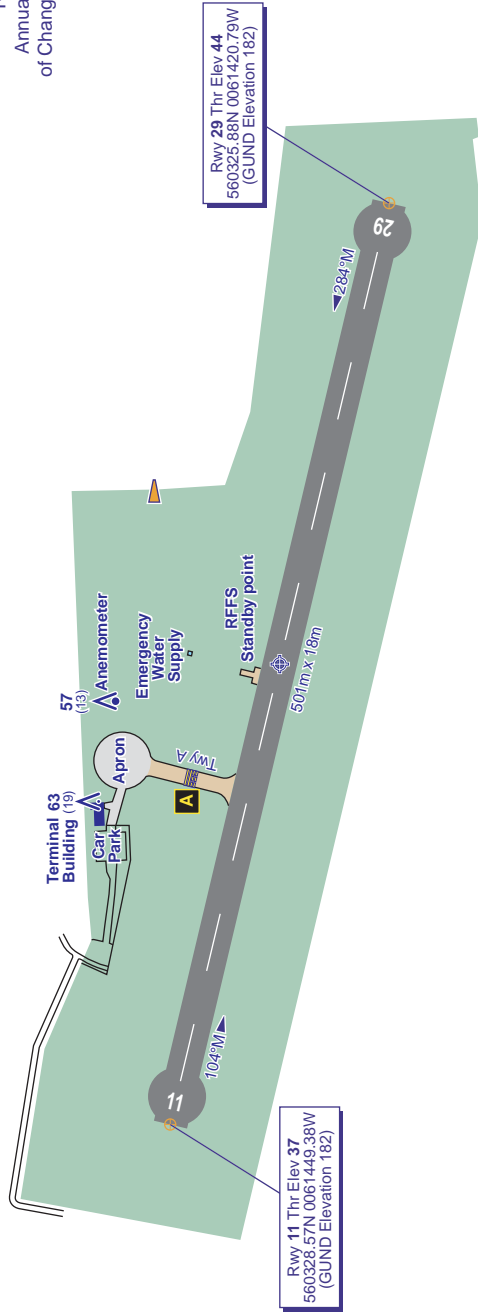 Annua
of Chang
Rwy 29 Thr Elev 44
560325.88N 0061420.79W
(GUND Elevation 182)
29
284°M
57
(13)
Anemometer
Emergency
Water
Supply
RFFS
Standby point
501m x 18m
Terminal 63
Building (19)
Car
Park
Apron
Twy A
A
104°M
11
Rwy 11 Thr Elev 37
560328.57N 0061449.38W
(GUND Elevation 182)